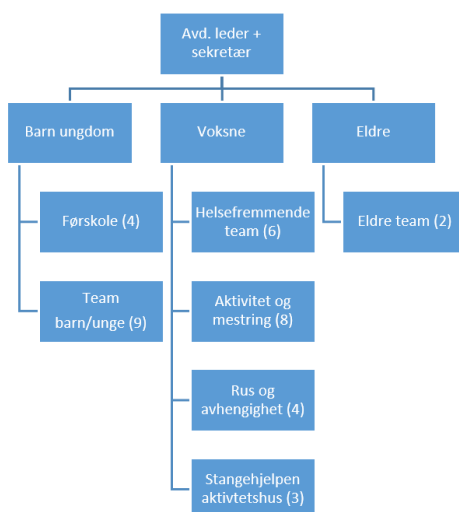 Avd. leder +
sekretær
Barn ungdom
Voksne
Eldre
Førskole (4)
Helsefremmende
team (6)
Eldre team (2)
Team
barn/unge (9)
Aktivitet og
mestring (8)
Rus og
avhengighet (4)
Stangehjelpen
aktivtetshus (3)